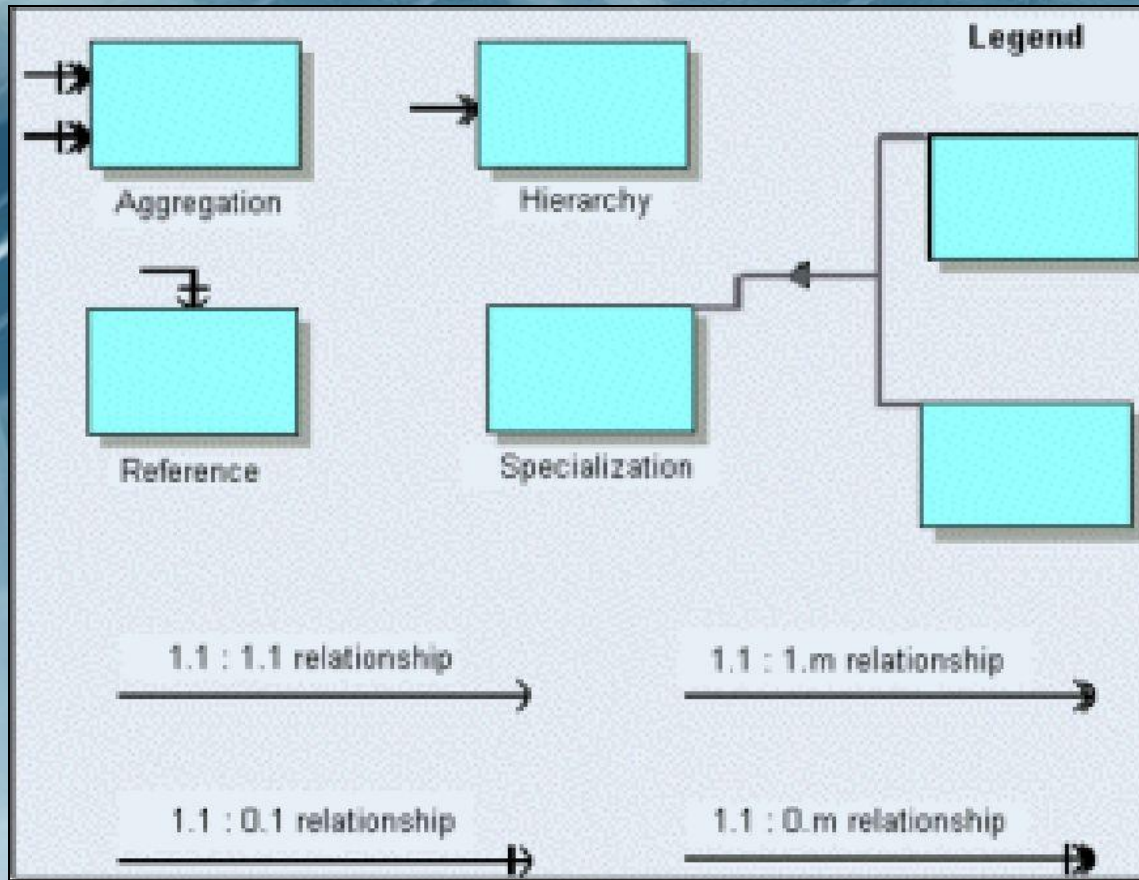 Legend
Aggregation
Hierarchy
Reference
Specialization
1.1 : 1.1 relationship
1.1 : 1.m relationship
1.1 : 0.1 relationship
1.1 : 0.m relationship